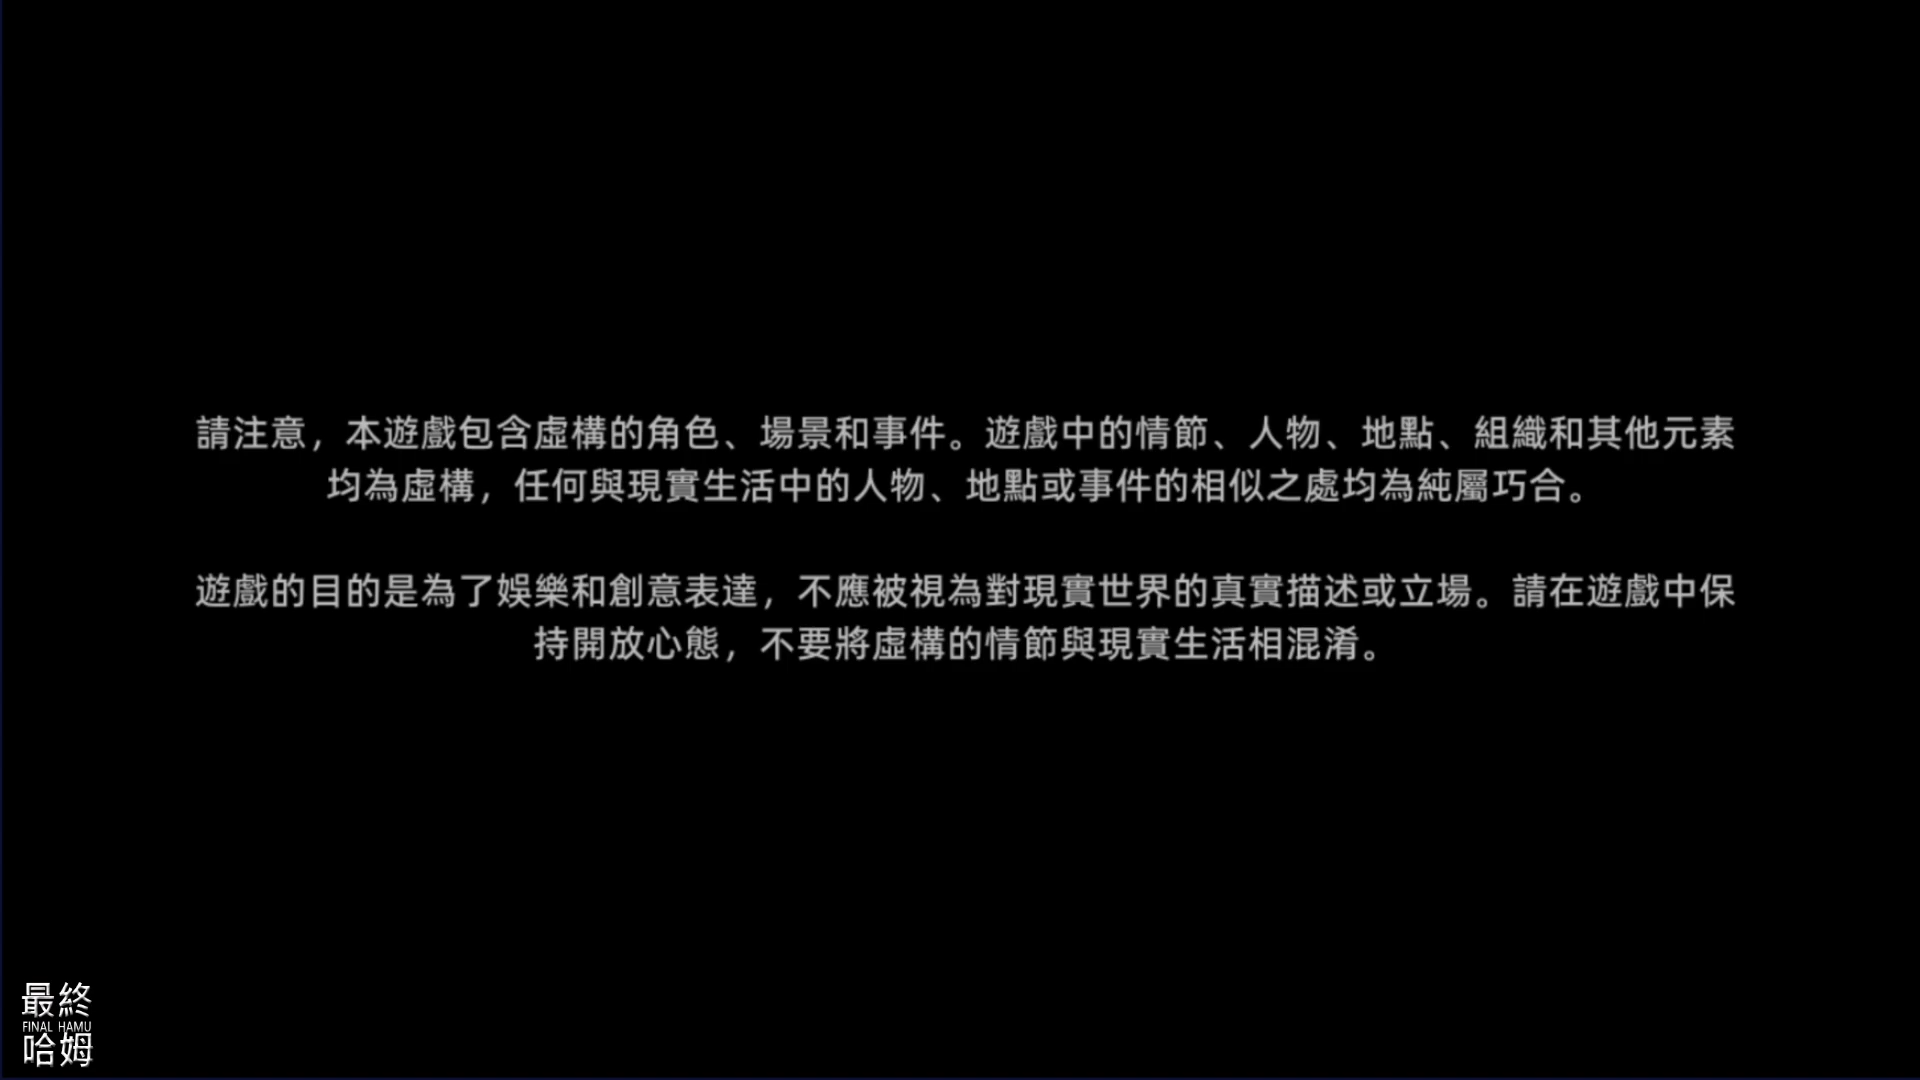 請注意，本遊戲包含虛構的角色、場景和事件。遊戲中的情節、人物、地點、組織和其他元素
均為虛構，任何與現實生活中的人物、地點或事件的相似之處均為純屬巧合。
遊戲的目的是為了娛樂和創意表達，不應被視為對現實世界的真實描述或立場。請在遊戲中保
持開放心態，不要將虛構的情節與現實生活相混淆。
最終
FINAL HAMU
哈姆